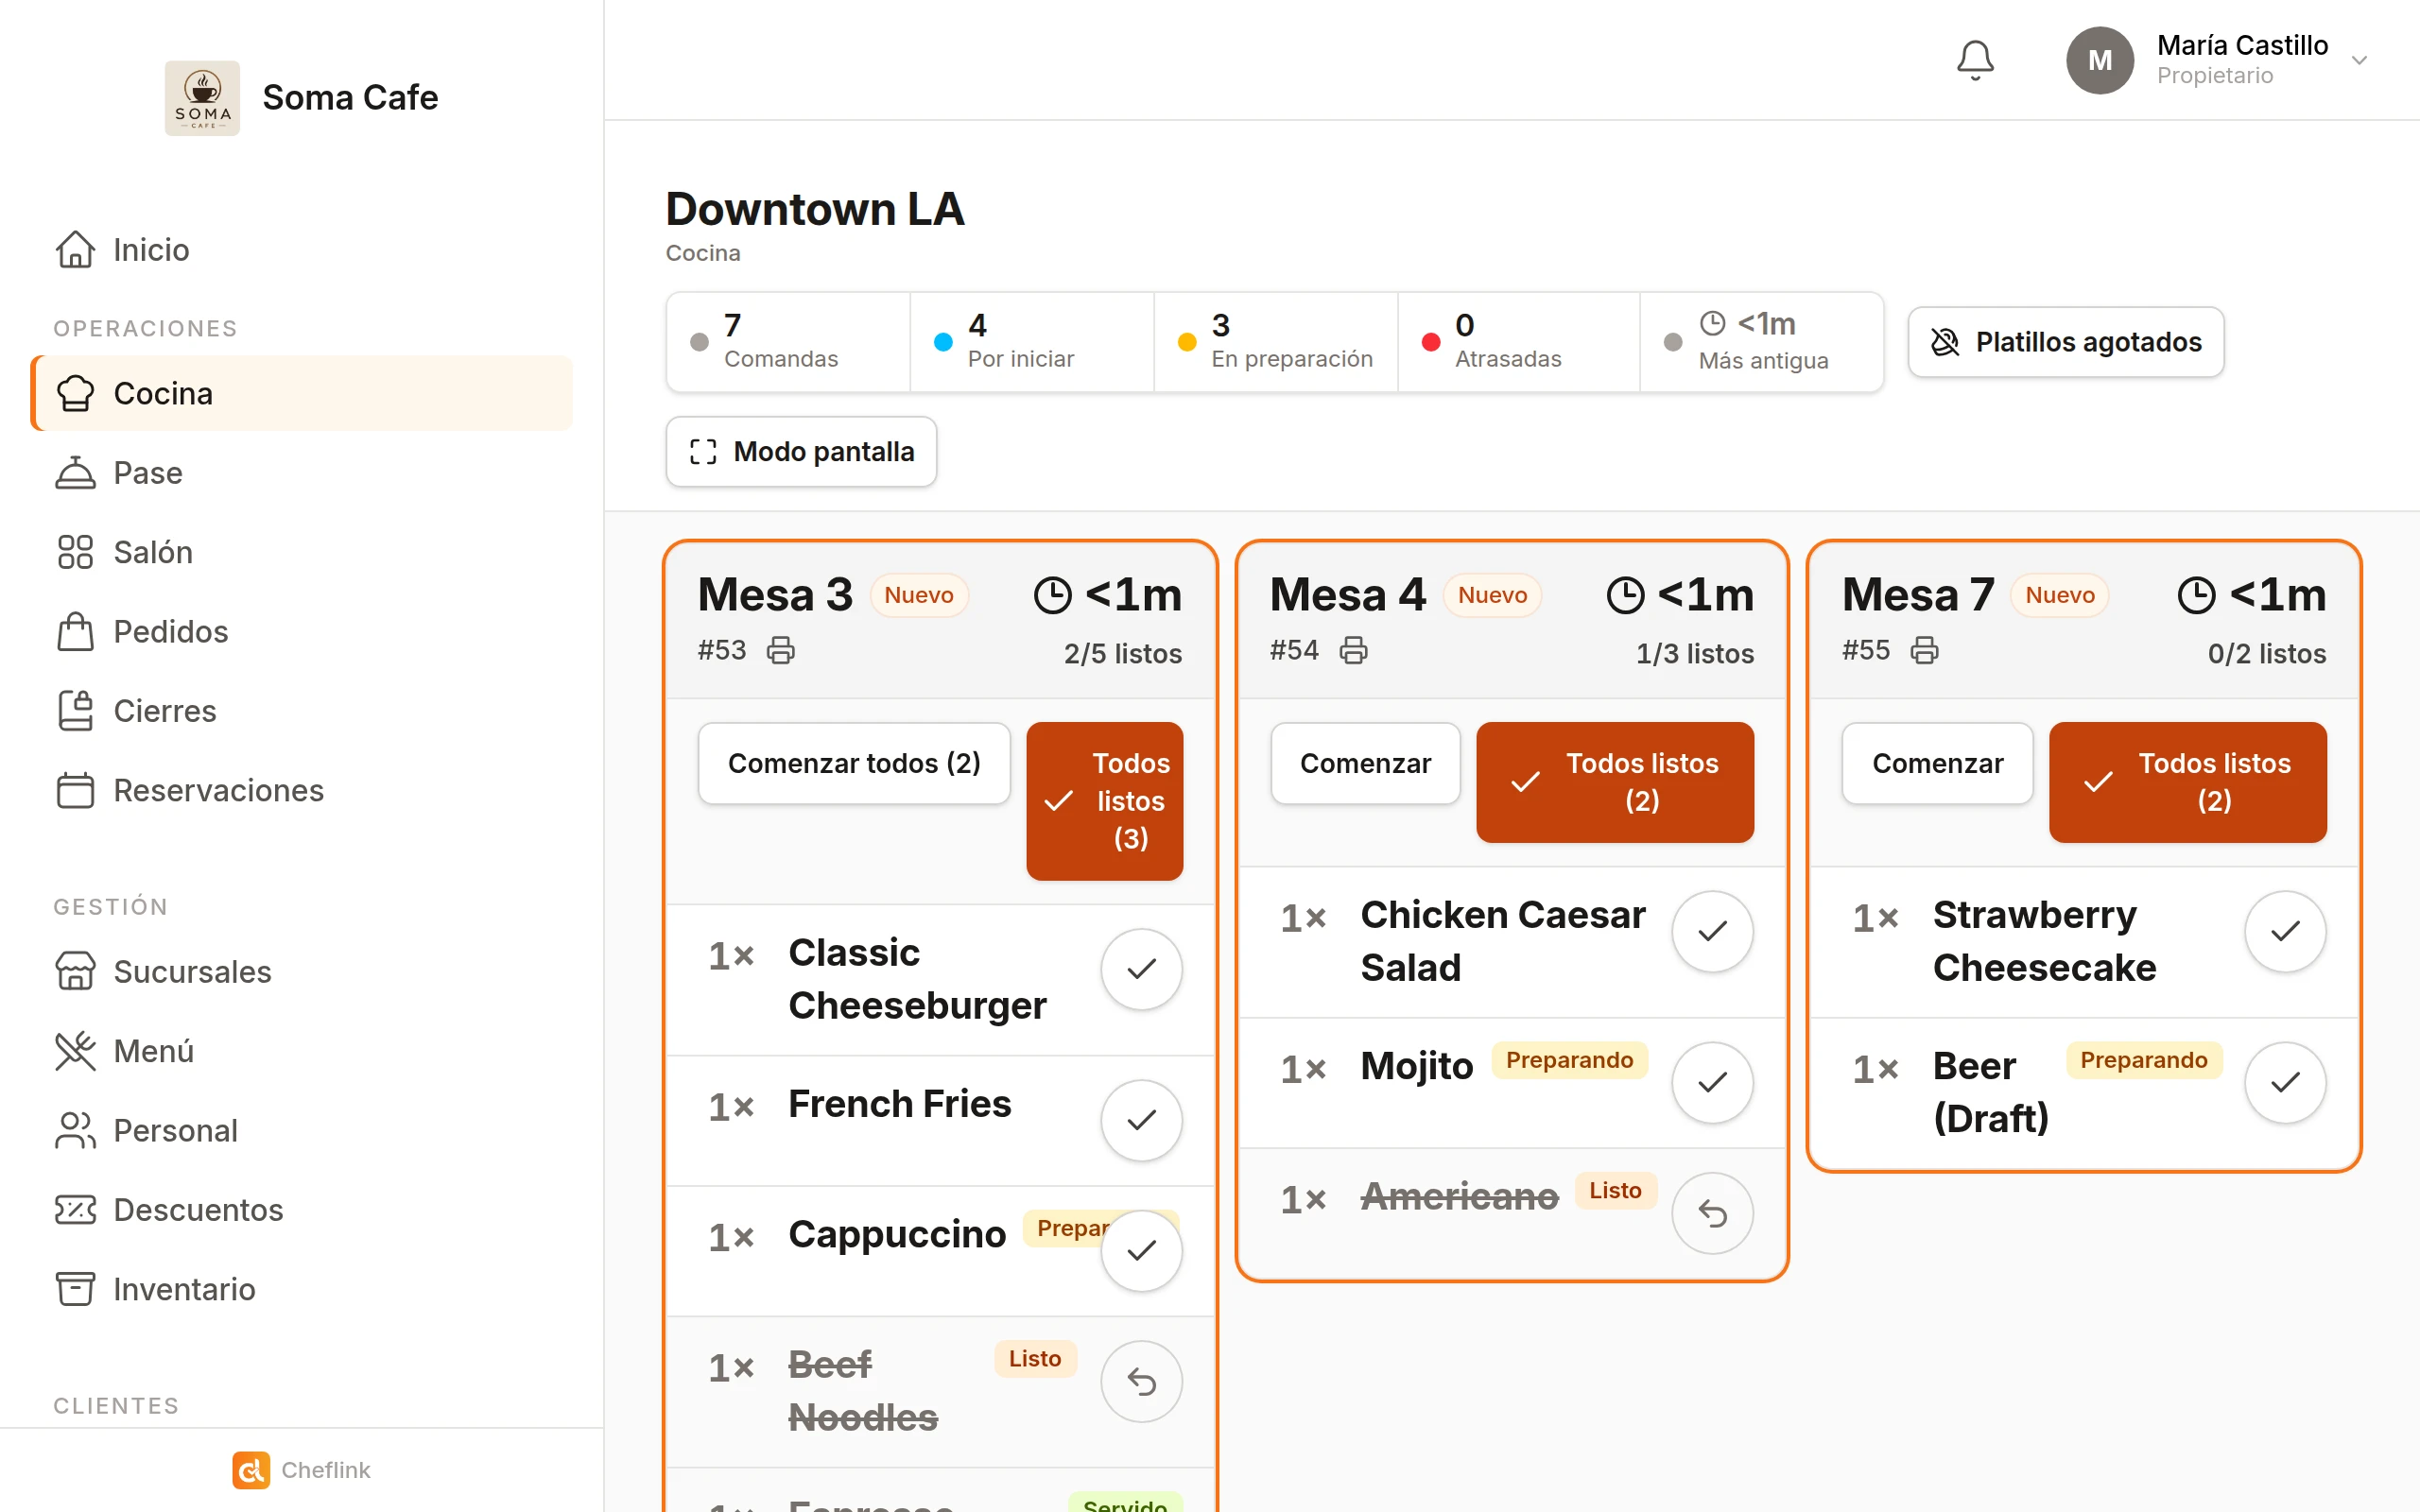 SOMA
CAFE
Soma Cafe
Inicio
OPERACIONES
Cocina
Pase
Salón
Pedidos
Cierres
Reservaciones
GESTIÓN
Sucursales
Menú
Personal
Descuentos
Inventario
CLIENTES
Cheflink
M
María Castillo
Propietario
Downtown LA
Cocina
7
Comandas
4
Por iniciar
3
En preparación
0
Atrasadas
<1m
Más antigua
Platillos agotados
Modo pantalla
Mesa 3 Nuevo <1m
#53 2/5 listos
Comenzar todos (2)
Todos
listos
(3)
1× Classic
Cheeseburger
1× French Fries
1× Cappuccino Prepar
1× Beef Listo
Noodles
1× Espresso Servido
Mesa 4 Nuevo <1m
#54 1/3 listos
Comenzar
Todos listos
(2)
1× Chicken Caesar
Salad
1× Mojito Preparando
1× Americano Listo
Mesa 7 Nuevo <1m
#55 0/2 listos
Comenzar
Todos listos
(2)
1× Strawberry
Cheesecake
1× Beer Preparando
(Draft)